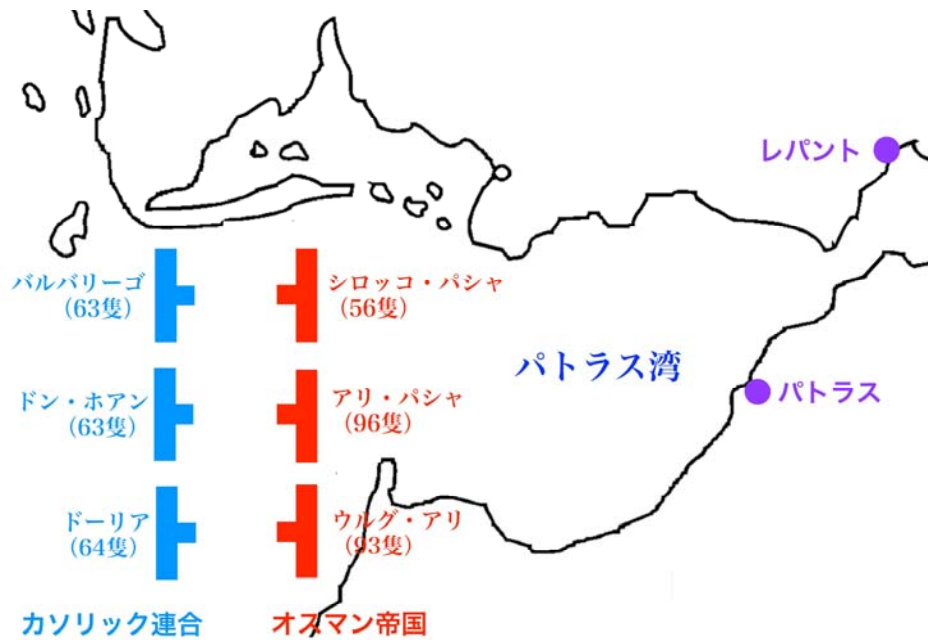 レパント
バルバリーゴ
(63隻)
シロッコ・パシャ
(56隻)
パトラス湾
ドン・ホアン
(63隻)
アリ・パシャ
(96隻)
パトラス
ドーリア
(64隻)
ウルグ・アリ
(93隻)
カソリック連合
オスマン帝国